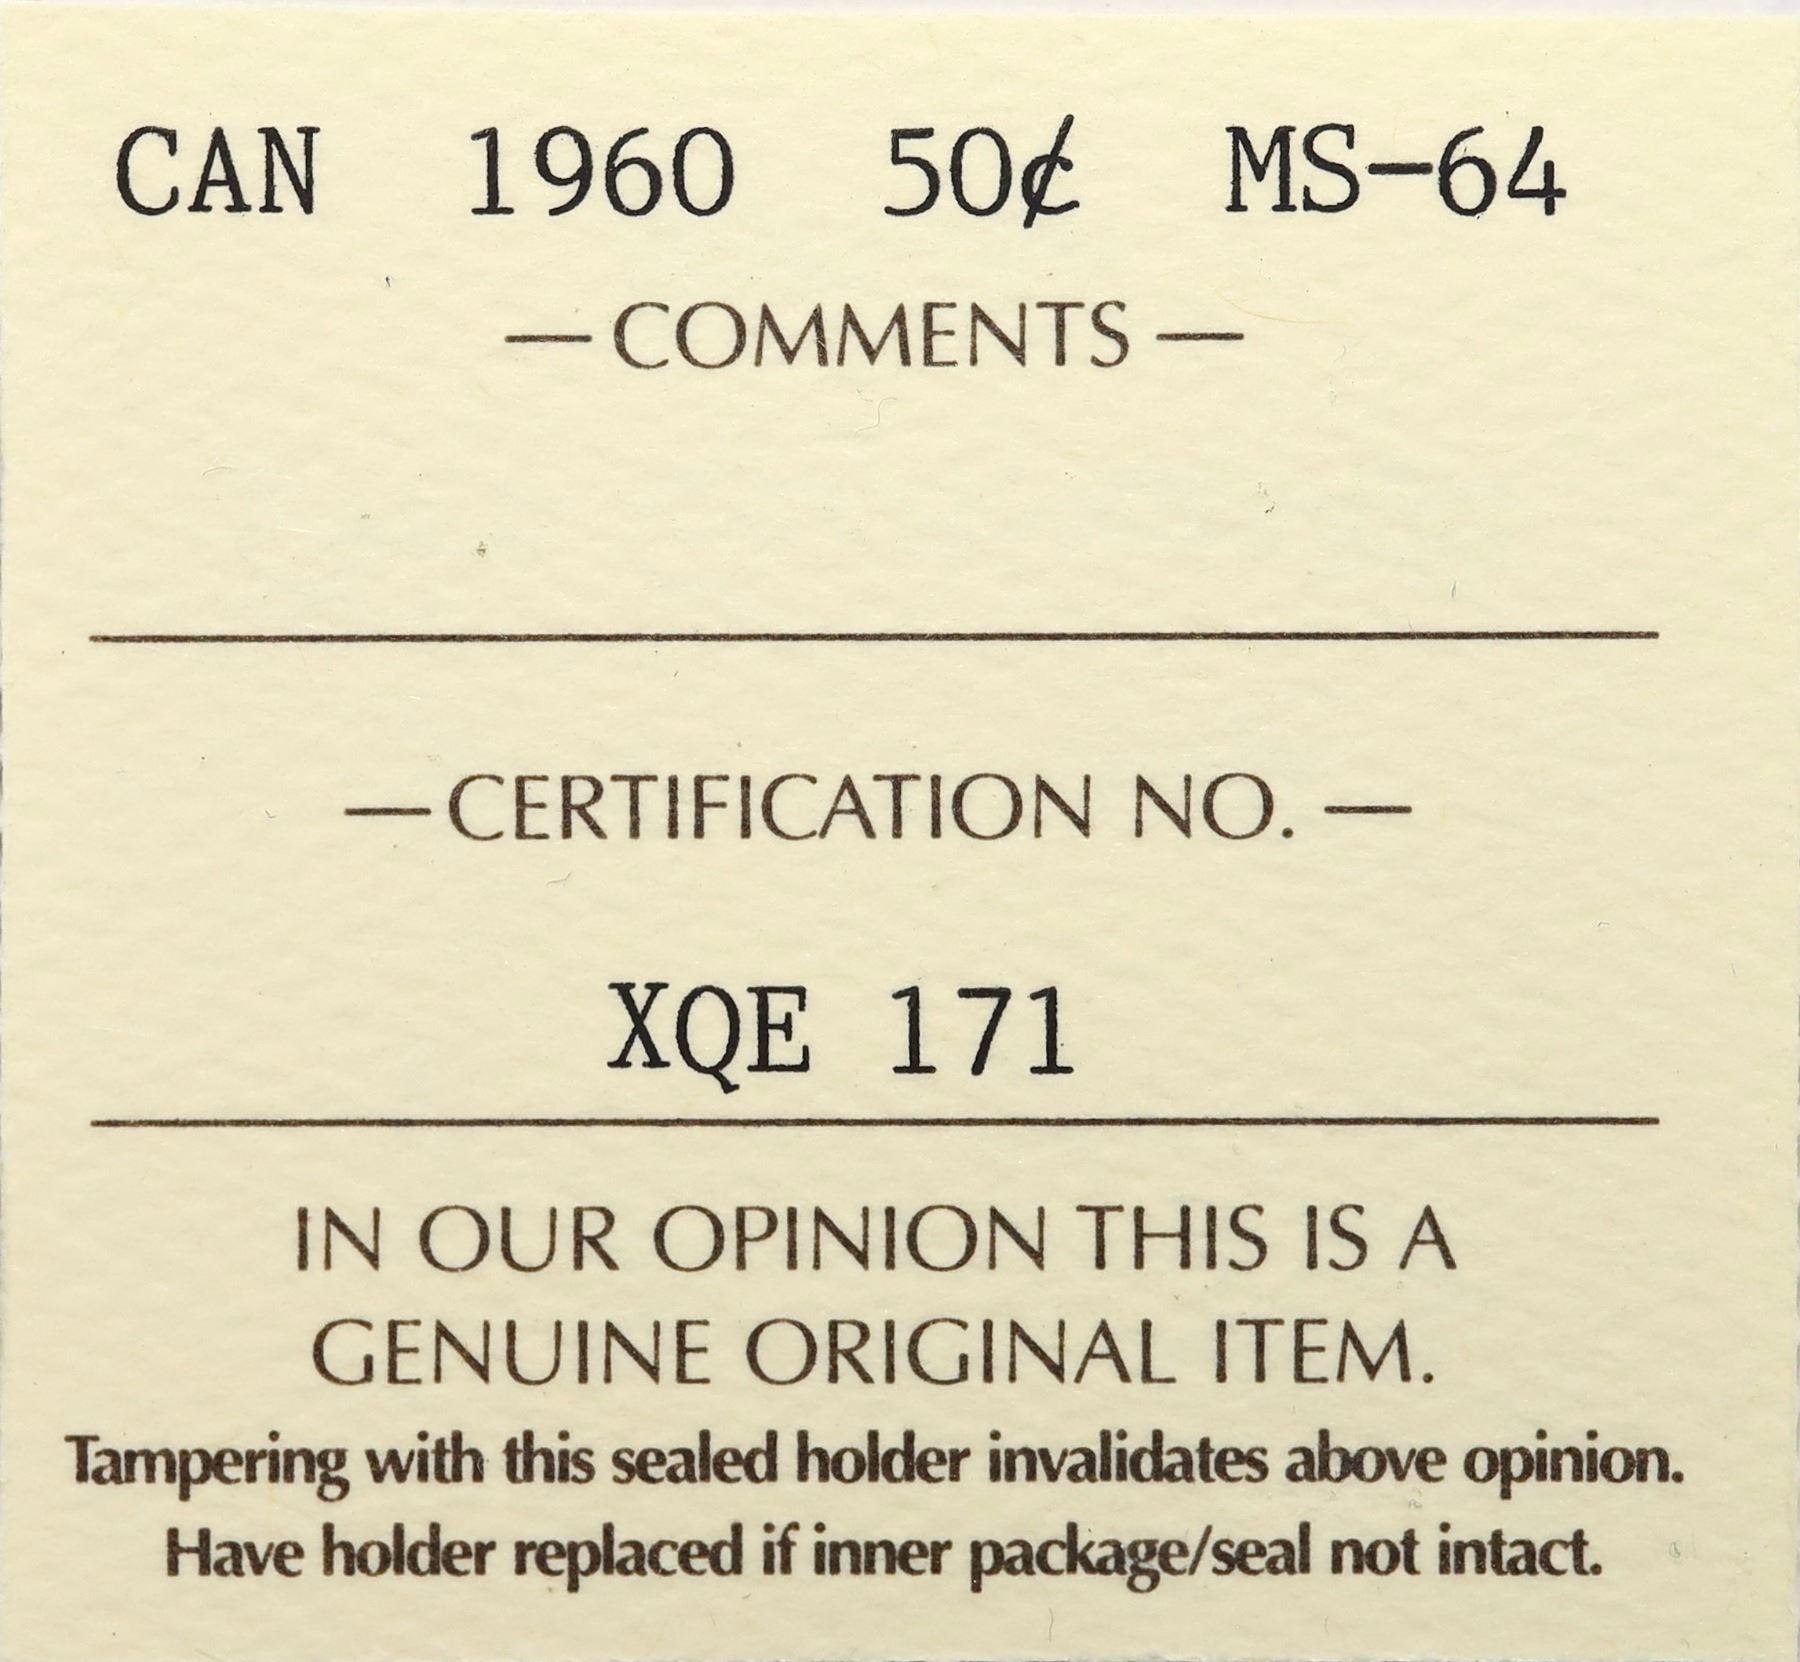 CAN 1960 50¢ MS-64
— COMMENTS —
— CERTIFICATION NO. —
XQE 171
IN OUR OPINION THIS IS A
GENUINE ORIGINAL ITEM.
Tampering with this sealed holder invalidates above opinion.
Have holder replaced if inner package/seal not intact.